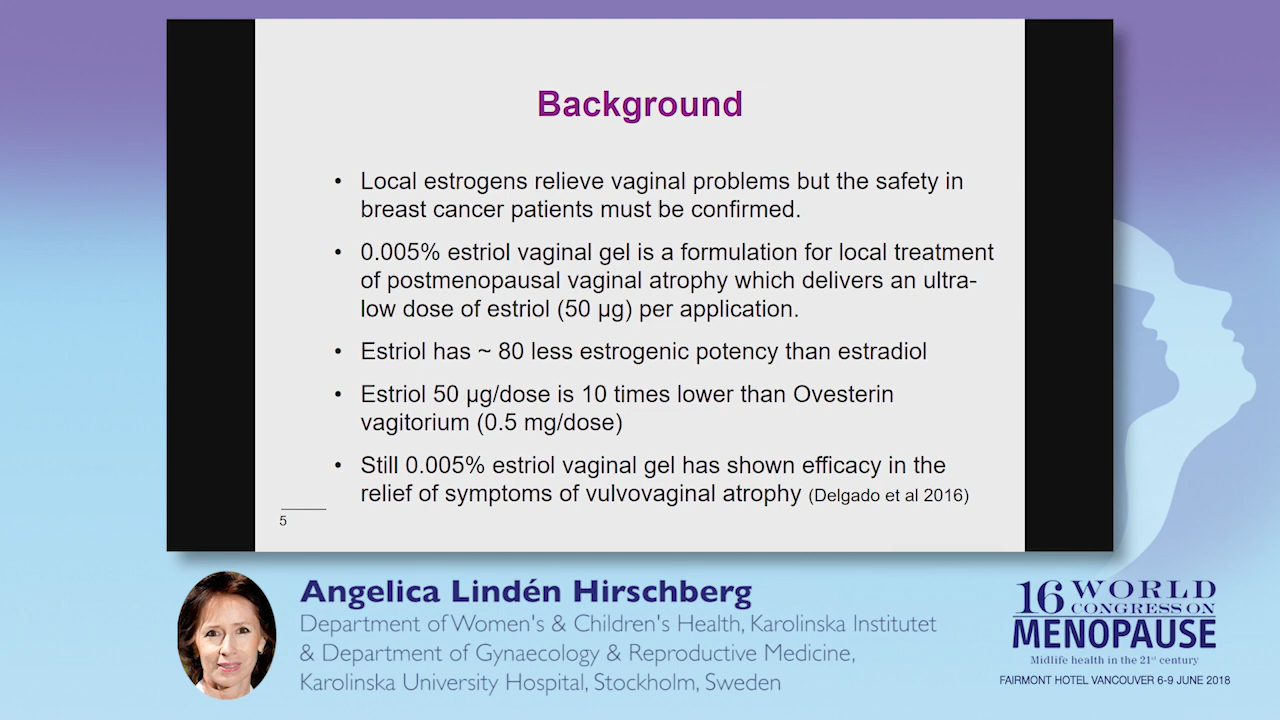 Background
• Local estrogens relieve vaginal problems but the safety in
breast cancer patients must be confirmed.
• 0.005% estriol vaginal gel is a formulation for local treatment
of postmenopausal vaginal atrophy which delivers an ultra-
low dose of estriol (50 µg) per application.
• Estriol has ~ 80 less estrogenic potency than estradiol
• Estriol 50 µg/dose is 10 times lower than Ovesterin
vagitorium (0.5 mg/dose)
• Still 0.005% estriol vaginal gel has shown efficacy in the
relief of symptoms of vulvovaginal atrophy (Delgado et al 2016)
5
Angelica Lindén Hirschberg
Department of Women's & Children's Health, Karolinska Institutet
& Department of Gynaecology & Reproductive Medicine,
Karolinska University Hospital, Stockholm, Sweden
16 WORLD
CONGRESS ON
MENOPAUSE
Midlife health in the 21st century
FAIRMONT HOTEL VANCOUVER 6-9 JUNE 2018